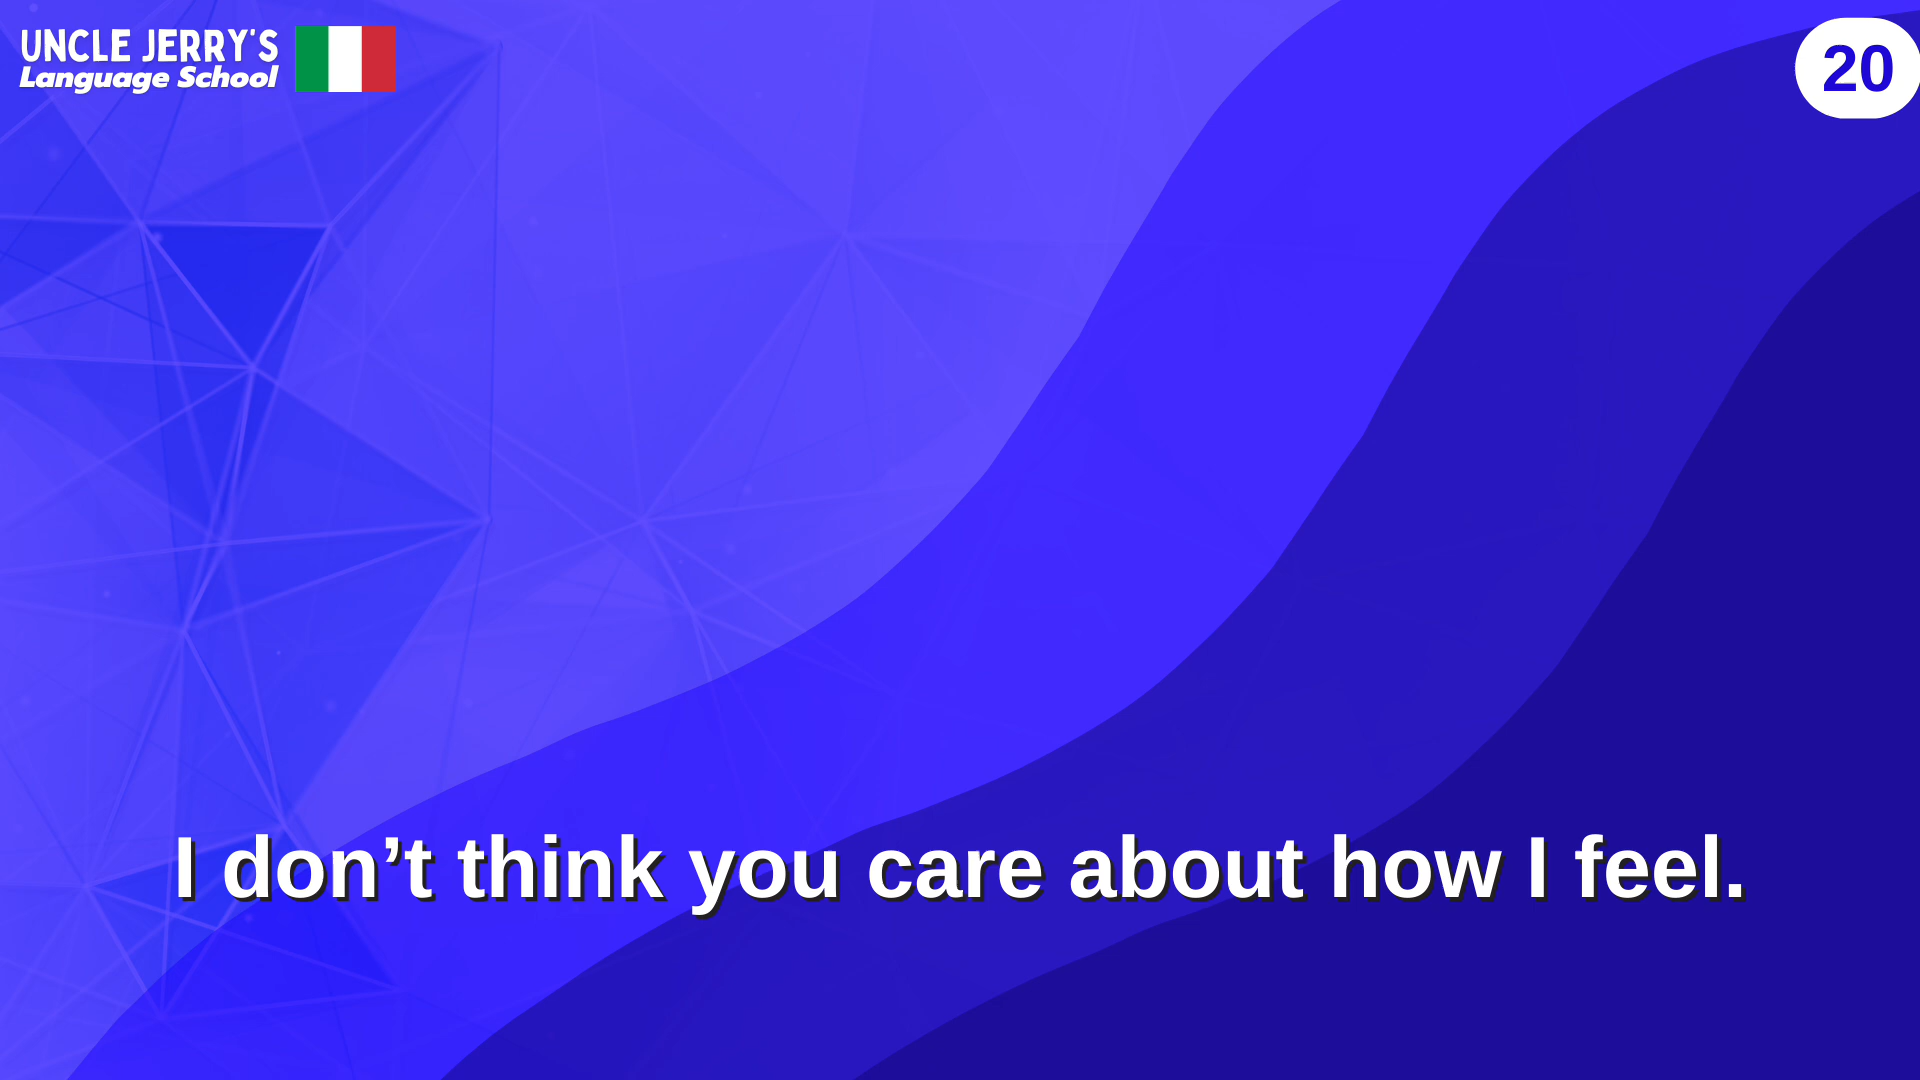 UNCLE JERRY'S
Language School
20
I don’t think you care about how I feel.